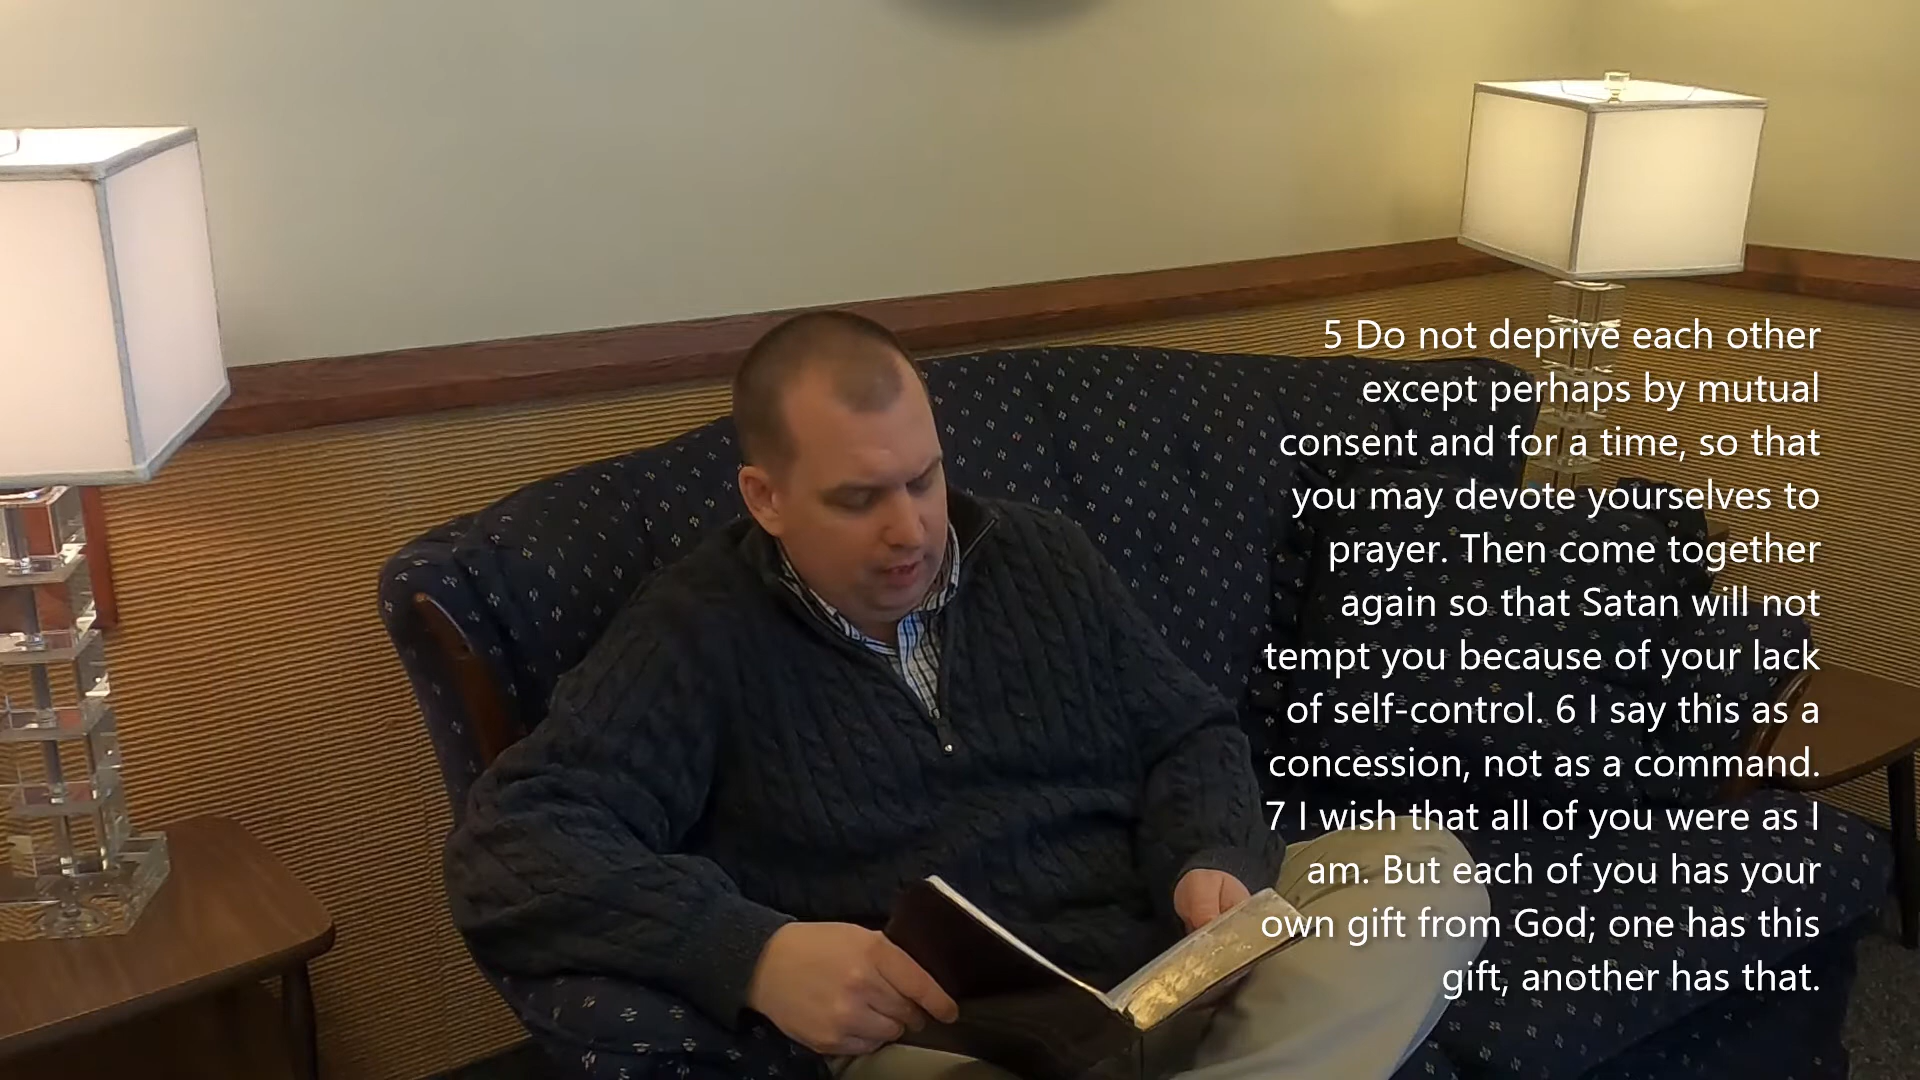 5 Do not deprive each other
except perhaps by mutual
consent and for a time, so that
you may devote yourselves to
prayer. Then come together
again so that Satan will not
tempt you because of your lack
of self-control. 6 I say this as a
concession, not as a command.
7 I wish that all of you were as I
am. But each of you has your
own gift from God; one has this
gift, another has that.